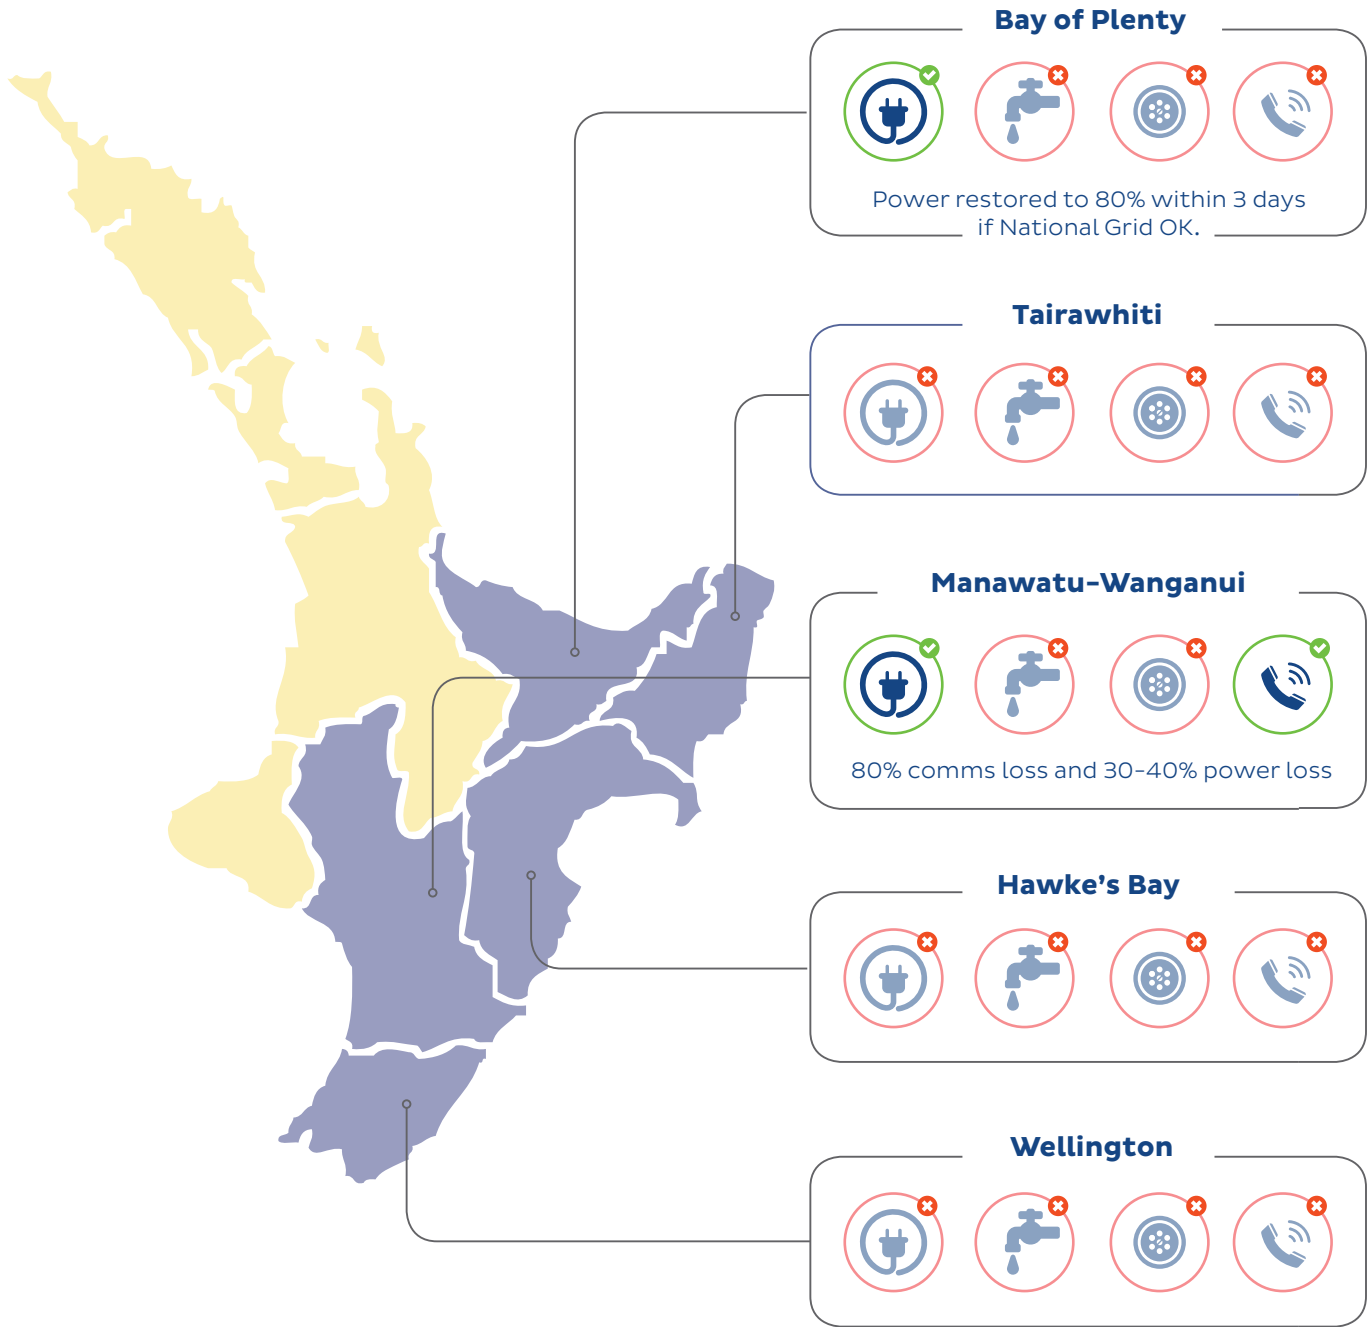 Bay of Plenty
Power restored to 80% within 3 days
if National Grid OK.
Tairawhiti
Manawatu-Wanganui
80% comms loss and 30-40% power loss
Hawke’s Bay
Wellington